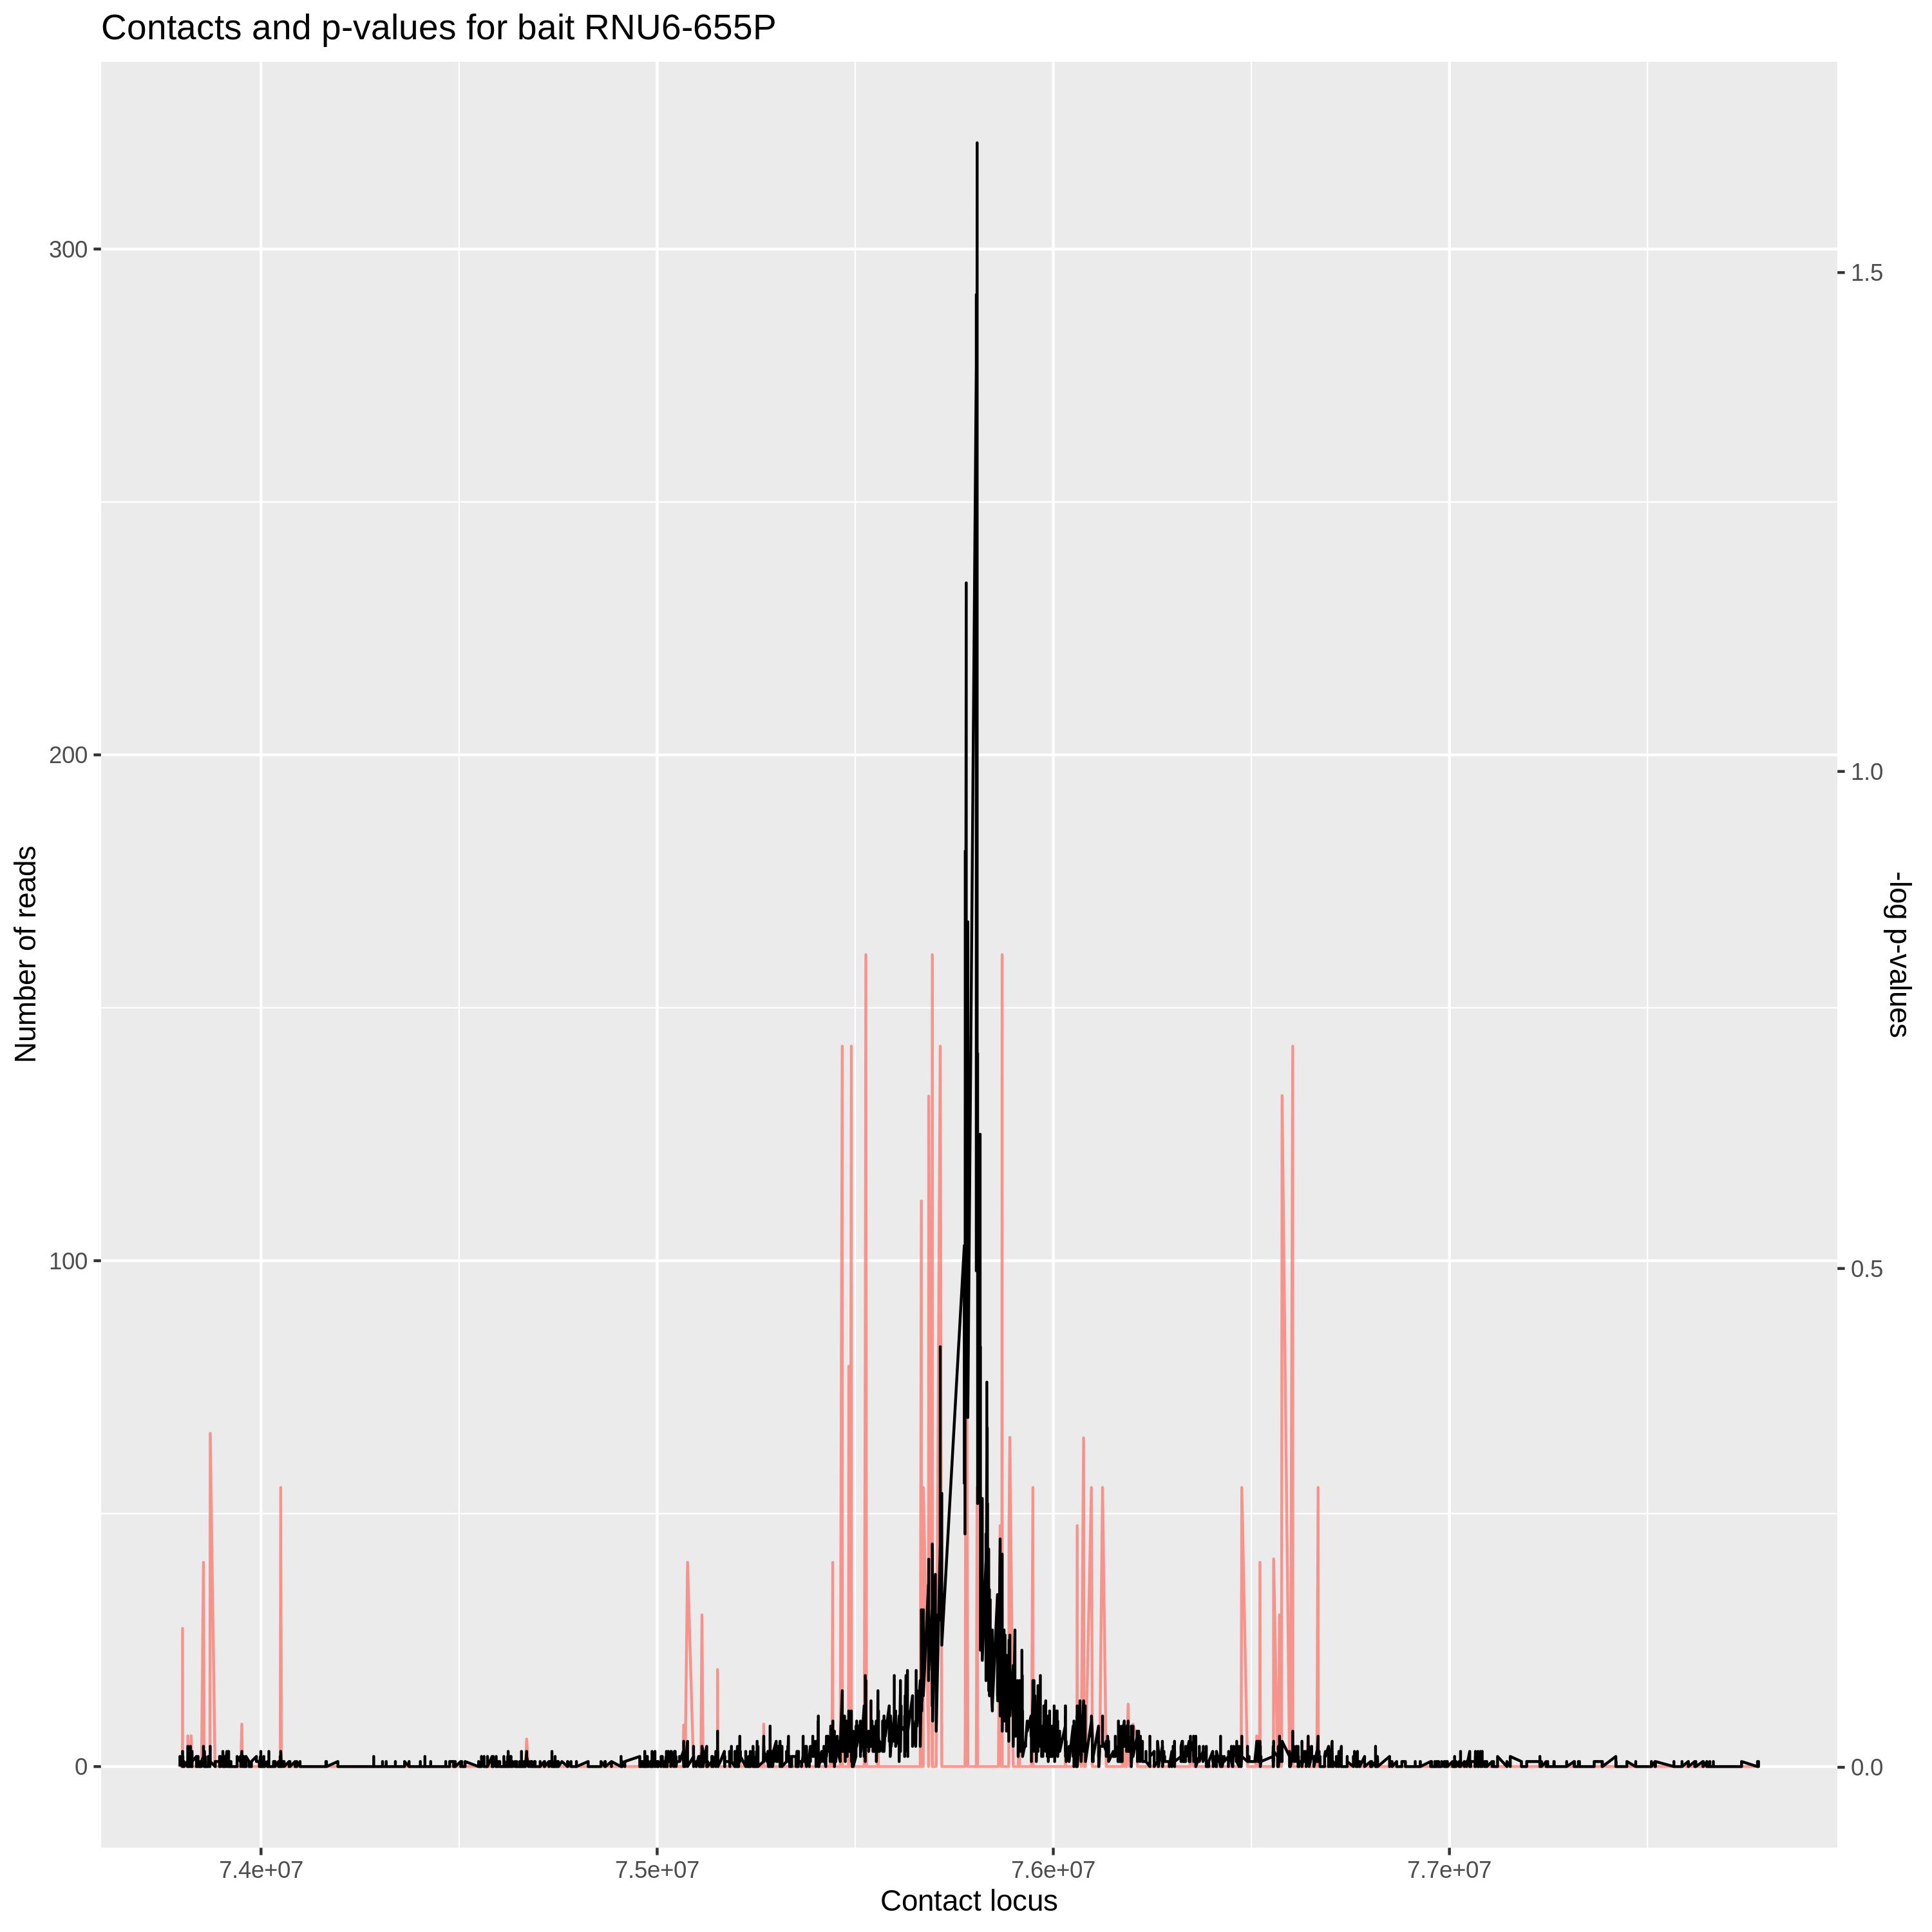 Contacts and p-values for bait RNU6-655P
300
200
100
0
Number of reads
1.5
1.0
0.5
0.0
-log p-values
7.4e+07
7.5e+07
7.6e+07
7.7e+07
Contact locus